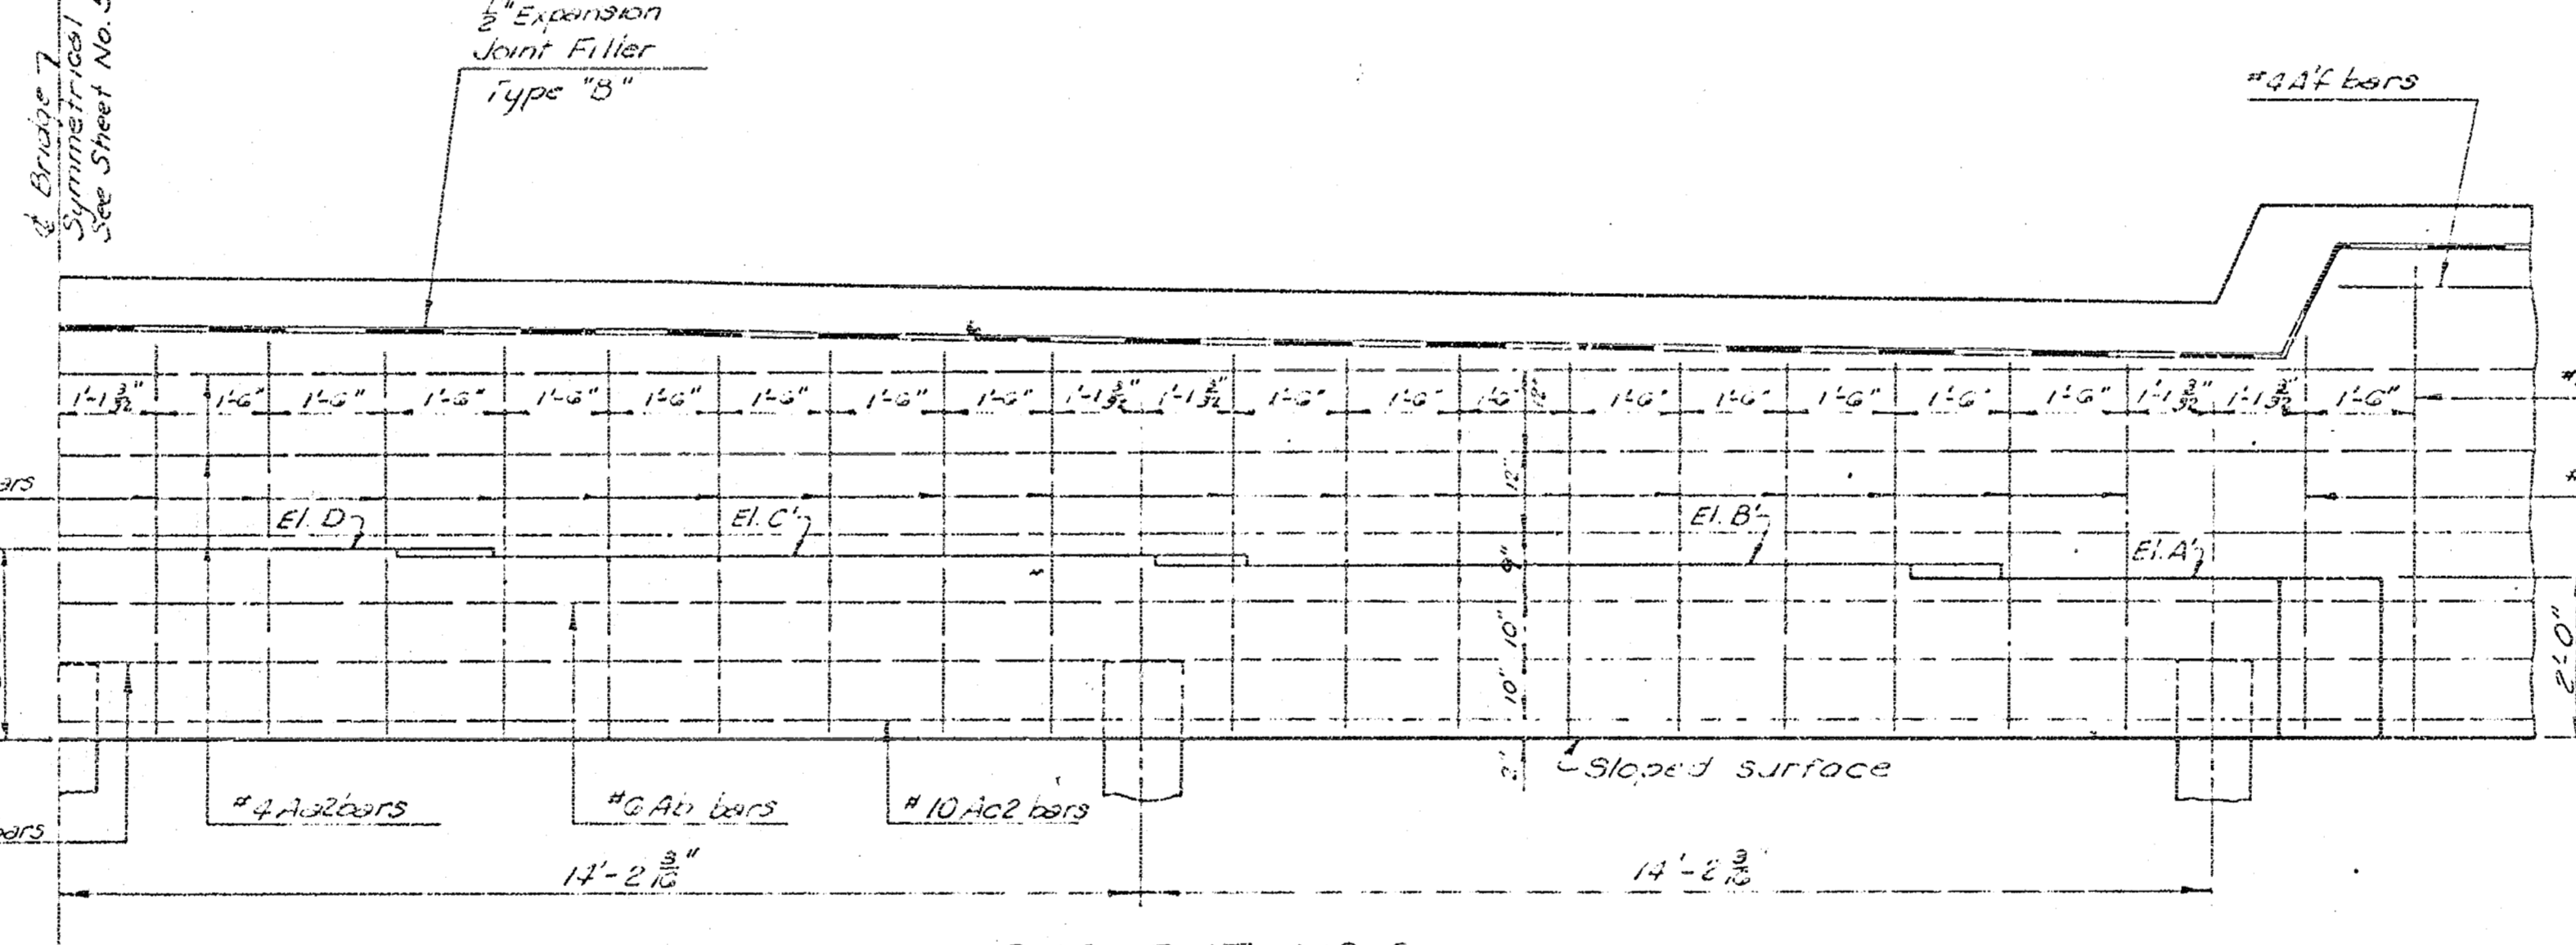 ½" Expansion
Joint Filler
Type "B"
℄ Bridge
Symmetrical
See Sheet No.
#4 Af bars
1'-1 3/32" 1'-6" 1'-6" 1'-6" 1'-6" 1'-6" 1'-6" 1'-6" 1'-6" 1'-1 3/32" 1'-1 3/32" 1'-6" 1'-6" 1'-6" 1'-6" 1'-6" 1'-6" 1'-6" 1'-6" 1'-1 3/32" 1'-1 3/32" 1'-6"
#
12"
#
El. D
El. C
El. B
El. A
9"
10"
10"
2'-0"
2"
Sloped surface
#4 Aa2 bars
#6 Ab bars
#10 Ac2 bars
14'-2 3/16"
14'-2 3/16